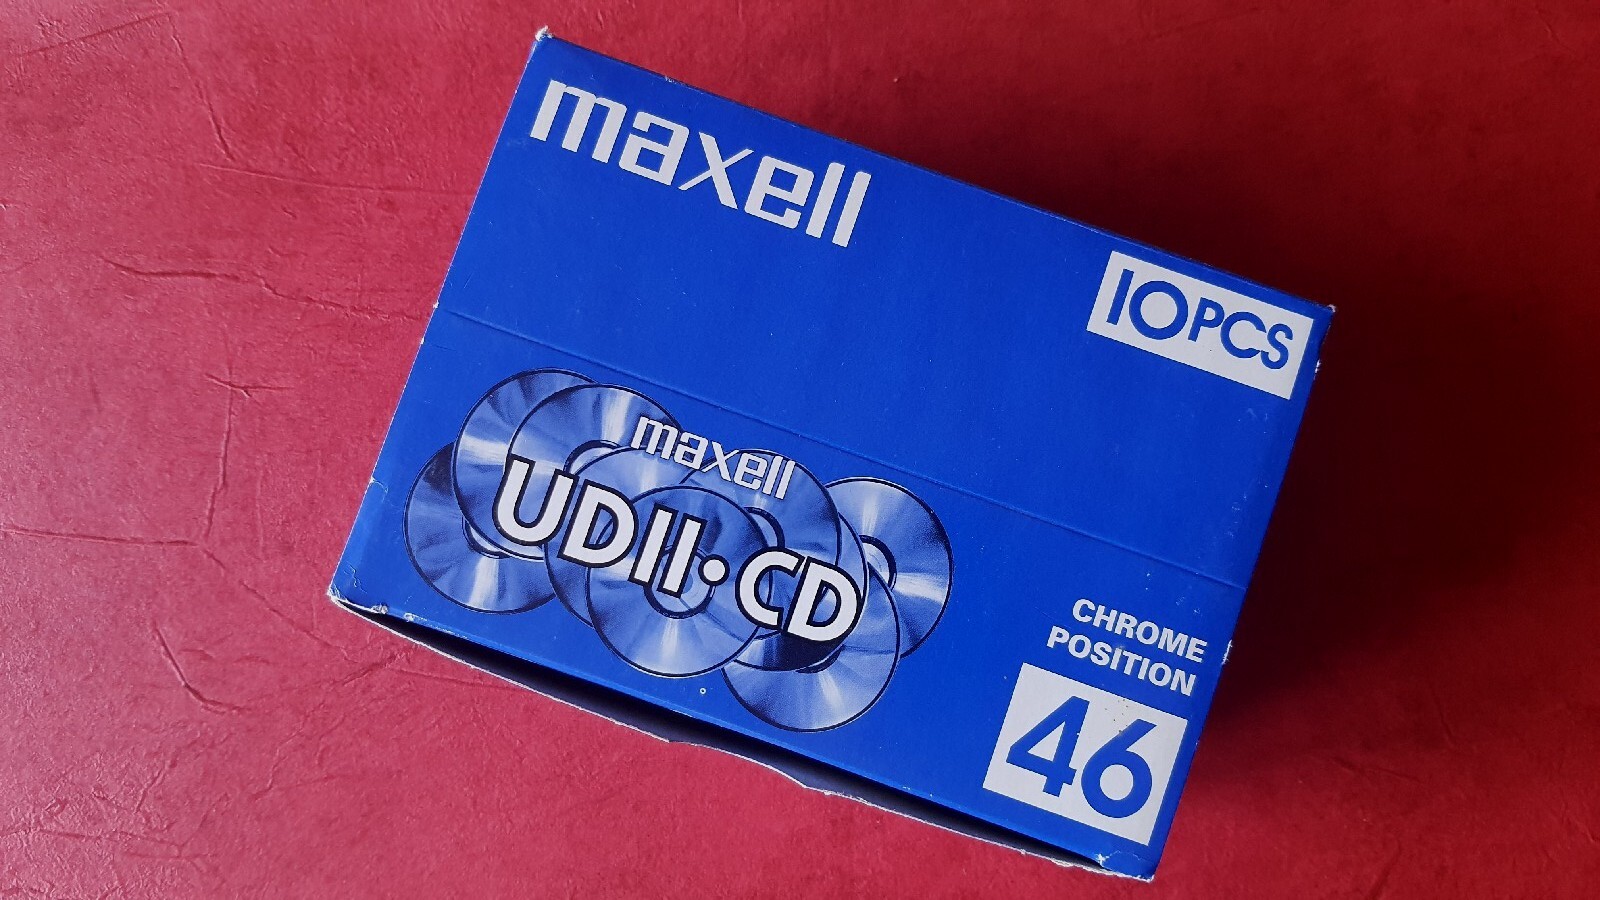 maxell
10PCS
maxell
UDII·CD
CHROME
POSITION
46